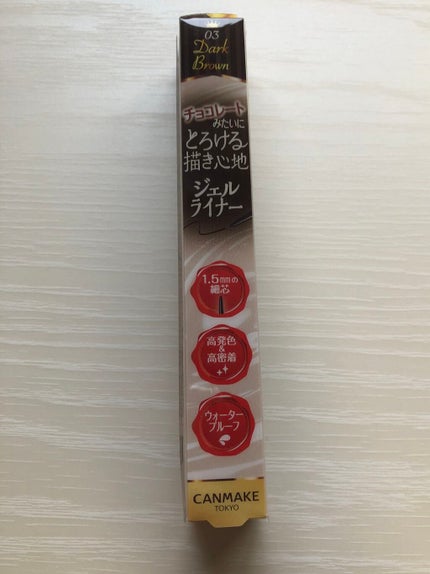 03
Dark
Brown
チョコレート
みたいに
とろける
描き心地
ジェル
ライナー
1.5mmの
細芯
高発色
&
高密着
ウォーター
プルーフ
CANMAKE
TOKYO